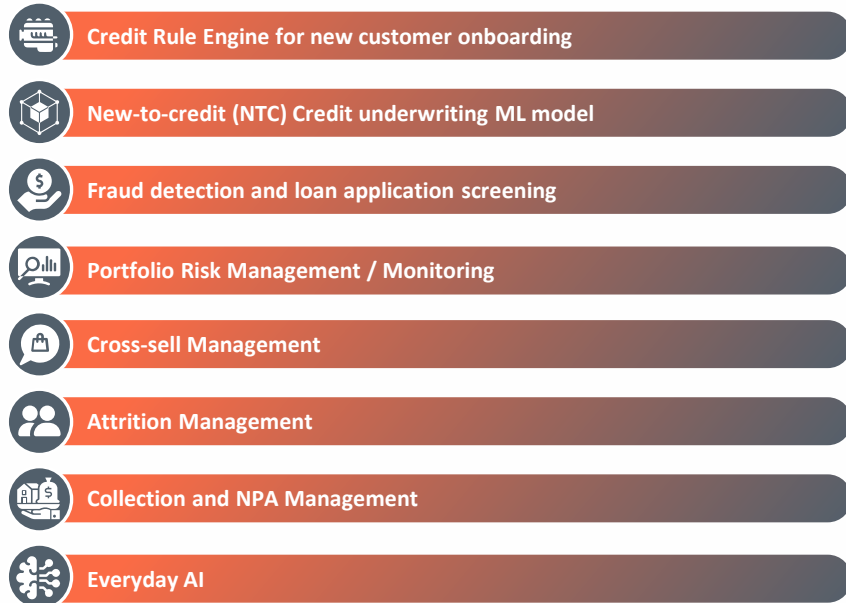 Credit Rule Engine for new customer onboarding
New-to-credit (NTC) Credit underwriting ML model
$
Fraud detection and loan application screening
Portfolio Risk Management / Monitoring
Cross-sell Management
Attrition Management
$
Collection and NPA Management
Everyday AI